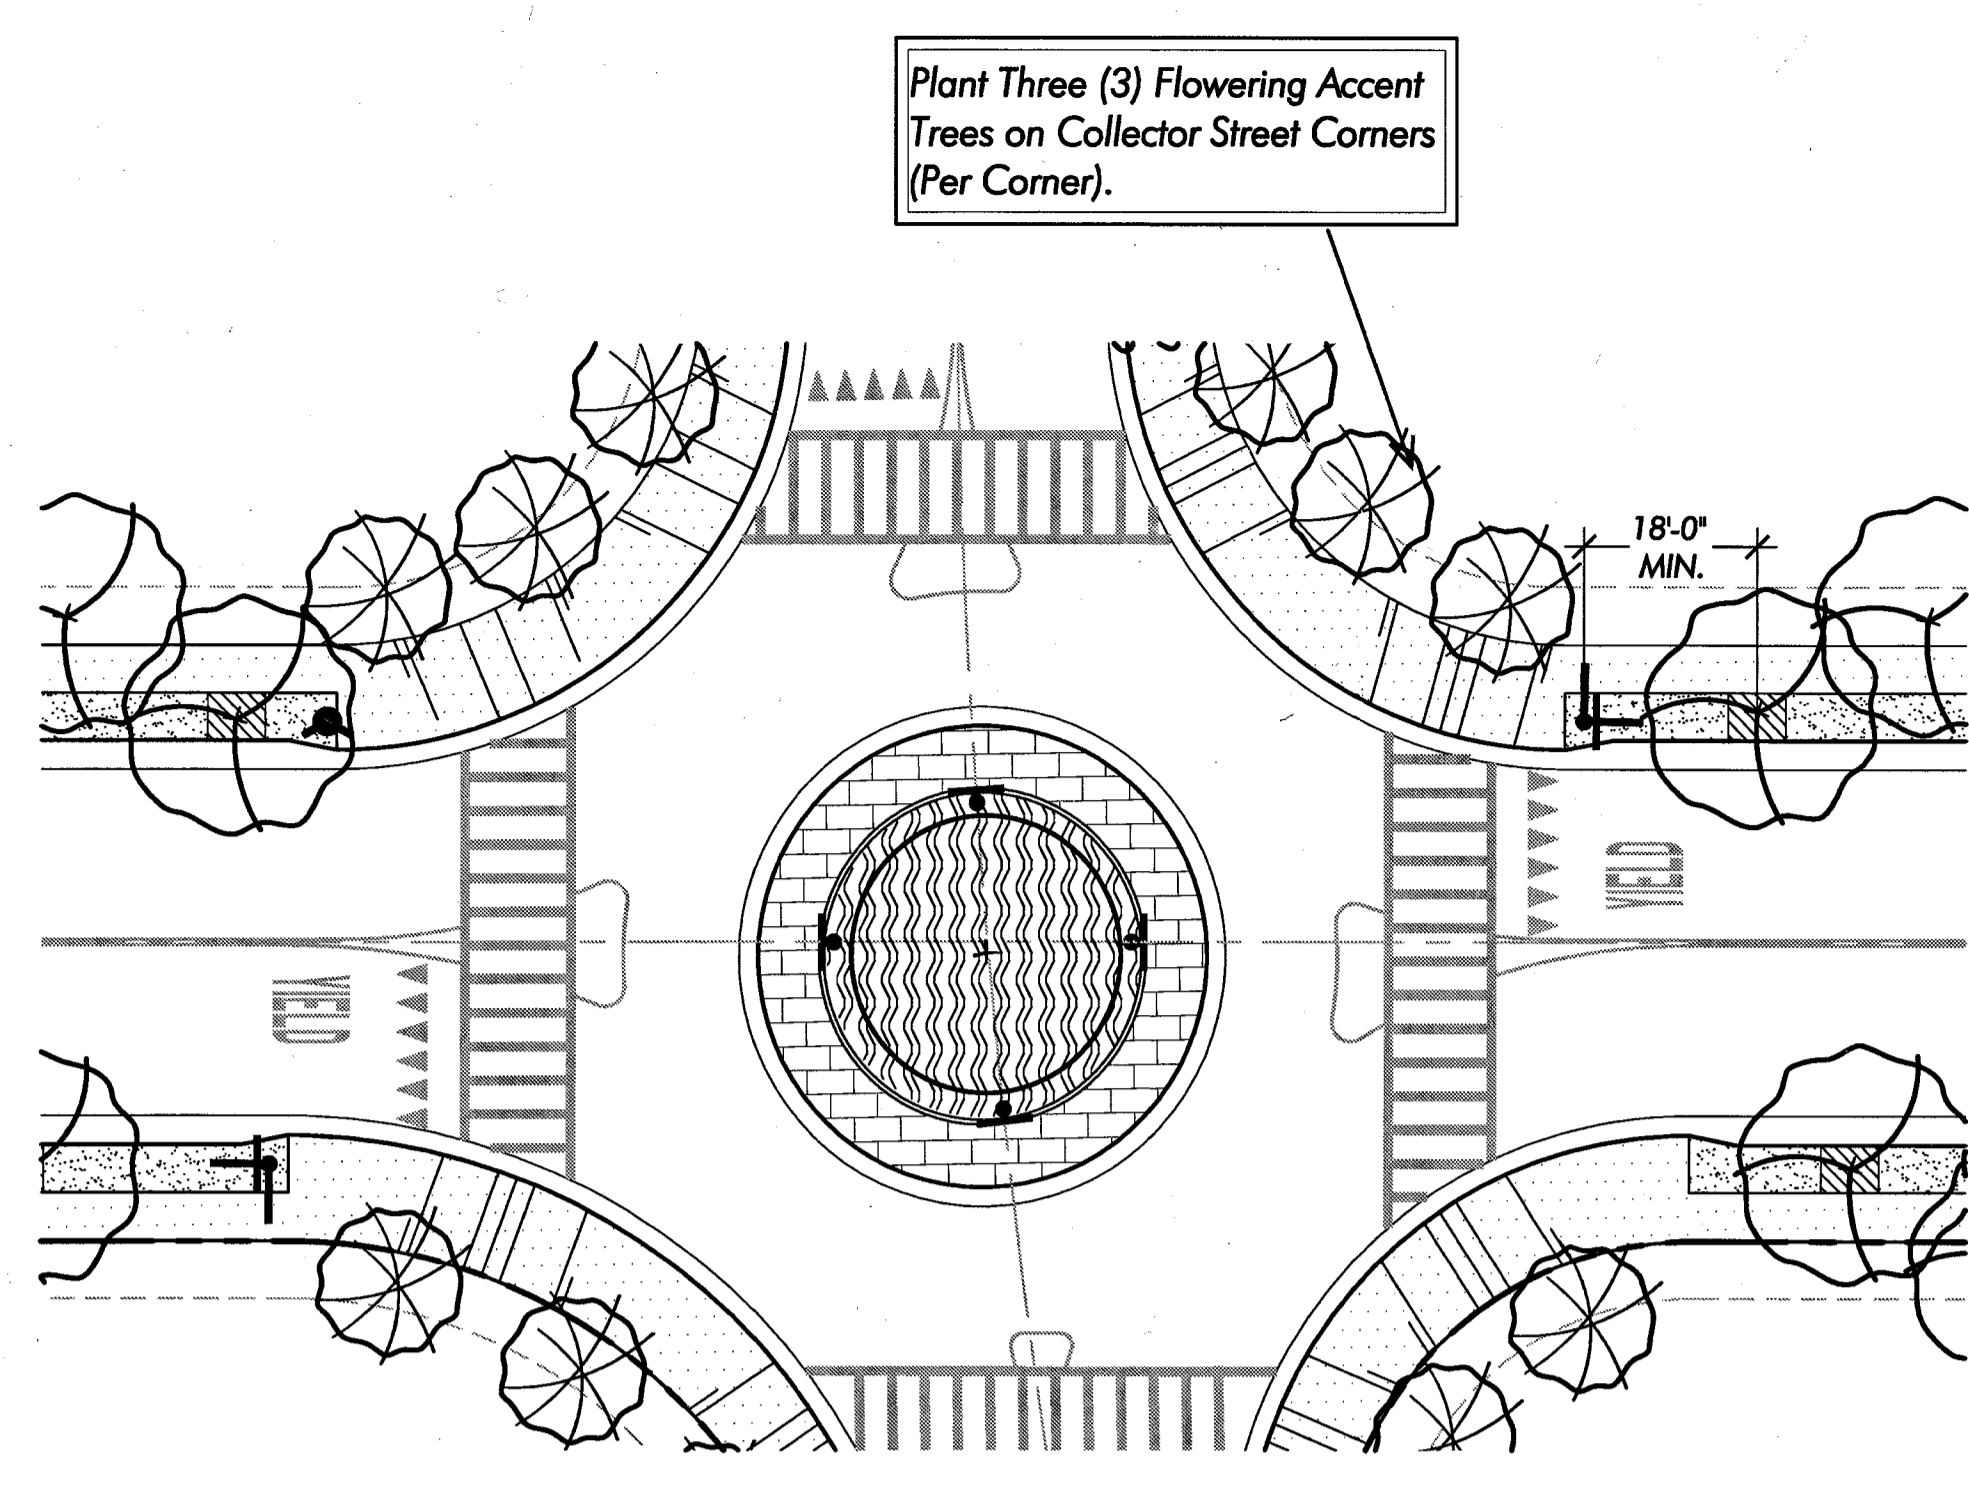 Plant Three (3) Flowering Accent
Trees on Collector Street Corners
(Per Corner).
18'-0"
MIN.
YIELD
YIELD